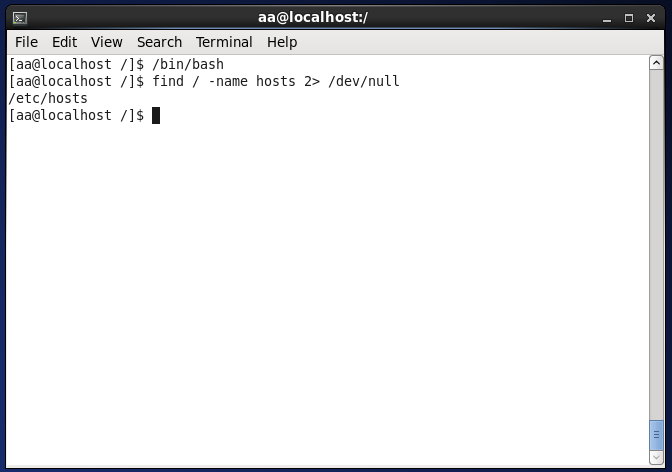 aa@localhost:/
File Edit View Search Terminal Help
[aa@localhost /]$ /bin/bash
[aa@localhost /]$ find / -name hosts 2> /dev/null
/etc/hosts
[aa@localhost /]$